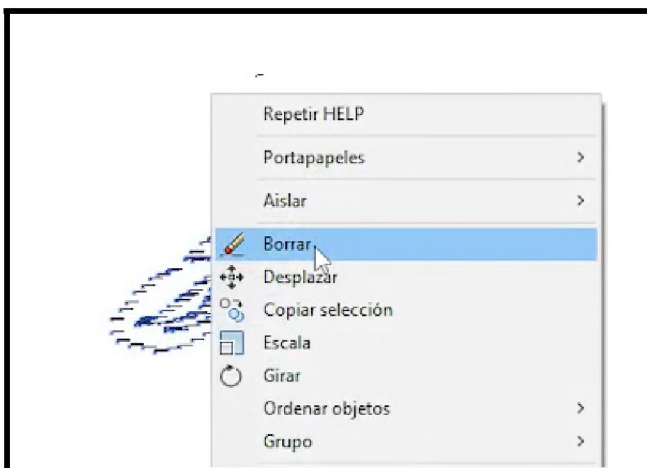 Repetir HELP
Portapapeles
Aislar
Borrar
Desplazar
Copiar selección
Escala
Girar
Ordenar objetos
Grupo